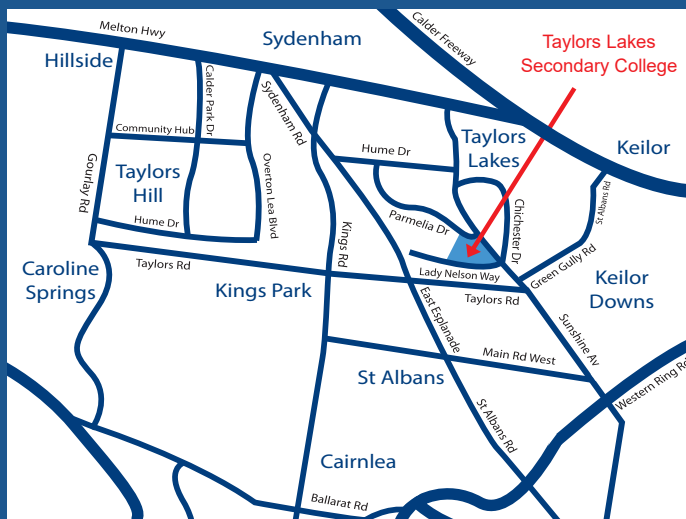 Melton Hwy
Sydenham
Calder Freeway
Taylors Lakes
Secondary College
Hillside
Calder Park Dr
Sydenham Rd
Community Hub
Taylors
Lakes
Keilor
Hume Dr
Taylors
Hill
Overton Lea Blvd
Gourlay Rd
St Albans Rd
Chichester Dr
Parmelia Dr
Hume Dr
Kings Rd
Green Gully Rd
Taylors Rd
Lady Nelson Way
Caroline
Springs
Kings Park
Keilor
Downs
Taylors Rd
East Esplanade
Sunshine Av
Main Rd West
St Albans
Western Ring R
St Albans Rd
Cairnlea
Ballarat Rd